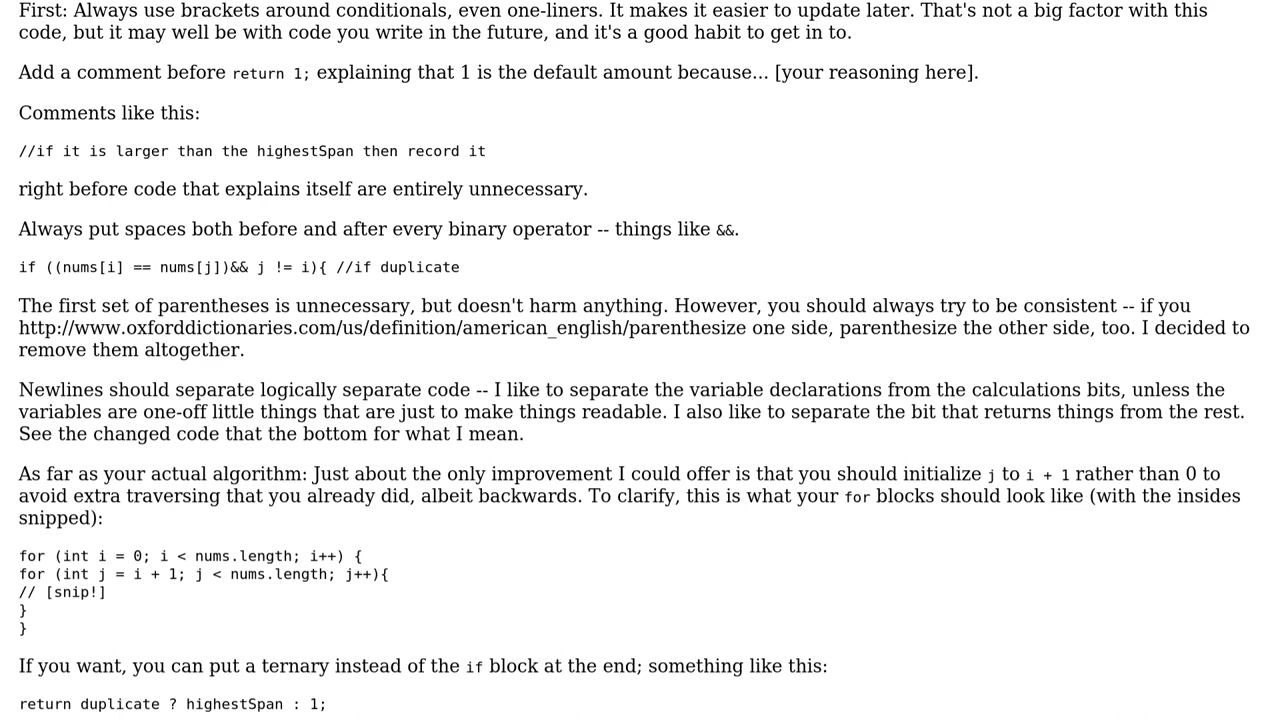 First: Always use brackets around conditionals, even one-liners. It makes it easier to update later. That's not a big factor with this
code, but it may well be with code you write in the future, and it's a good habit to get in to.
Add a comment before return 1; explaining that 1 is the default amount because... [your reasoning here].
Comments like this:
//if it is larger than the highestSpan then record it
right before code that explains itself are entirely unnecessary.
Always put spaces both before and after every binary operator -- things like &&.
if ((nums[i] == nums[j])&& j != i){ //if duplicate
The first set of parentheses is unnecessary, but doesn't harm anything. However, you should always try to be consistent -- if you
http://www.oxforddictionaries.com/us/definition/american_english/parenthesize one side, parenthesize the other side, too. I decided to
remove them altogether.
Newlines should separate logically separate code -- I like to separate the variable declarations from the calculations bits, unless the
variables are one-off little things that are just to make things readable. I also like to separate the bit that returns things from the rest.
See the changed code that the bottom for what I mean.
As far as your actual algorithm: Just about the only improvement I could offer is that you should initialize j to i + 1 rather than 0 to
avoid extra traversing that you already did, albeit backwards. To clarify, this is what your for blocks should look like (with the insides
snipped):
for (int i = 0; i < nums.length; i++) {
for (int j = i + 1; j < nums.length; j++){
// [snip!]
}
}
If you want, you can put a ternary instead of the if block at the end; something like this:
return duplicate ? highestSpan : 1;